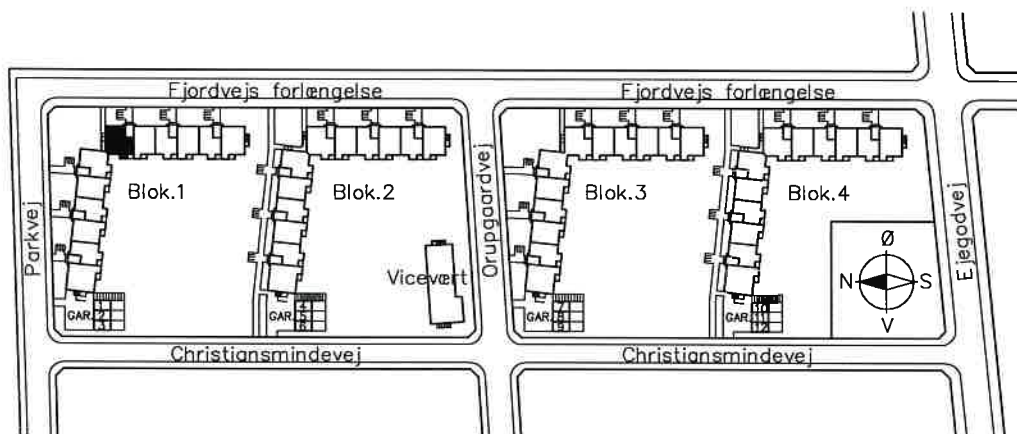 Fjordvejs forlængelse
Fjordvejs forlængelse
Parkvej
Blok.1
Blok.2
Orupgaardvej
Blok.3
Blok.4
Ejegodvej
Vicevært
Ø
N S
V
GAR. 1
2
3
GAR. 4
5
6
GAR. 7
8
9
GAR. 10
11
12
Christiansmindevej
Christiansmindevej